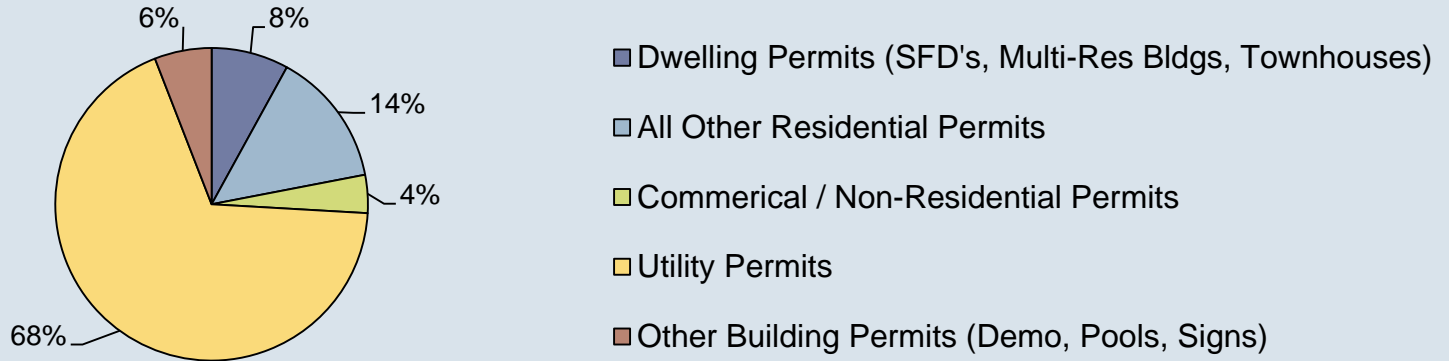 6%
8%
14%
4%
68%
Dwelling Permits (SFD's, Multi-Res Bldgs, Townhouses)
All Other Residential Permits
Commerical / Non-Residential Permits
Utility Permits
Other Building Permits (Demo, Pools, Signs)